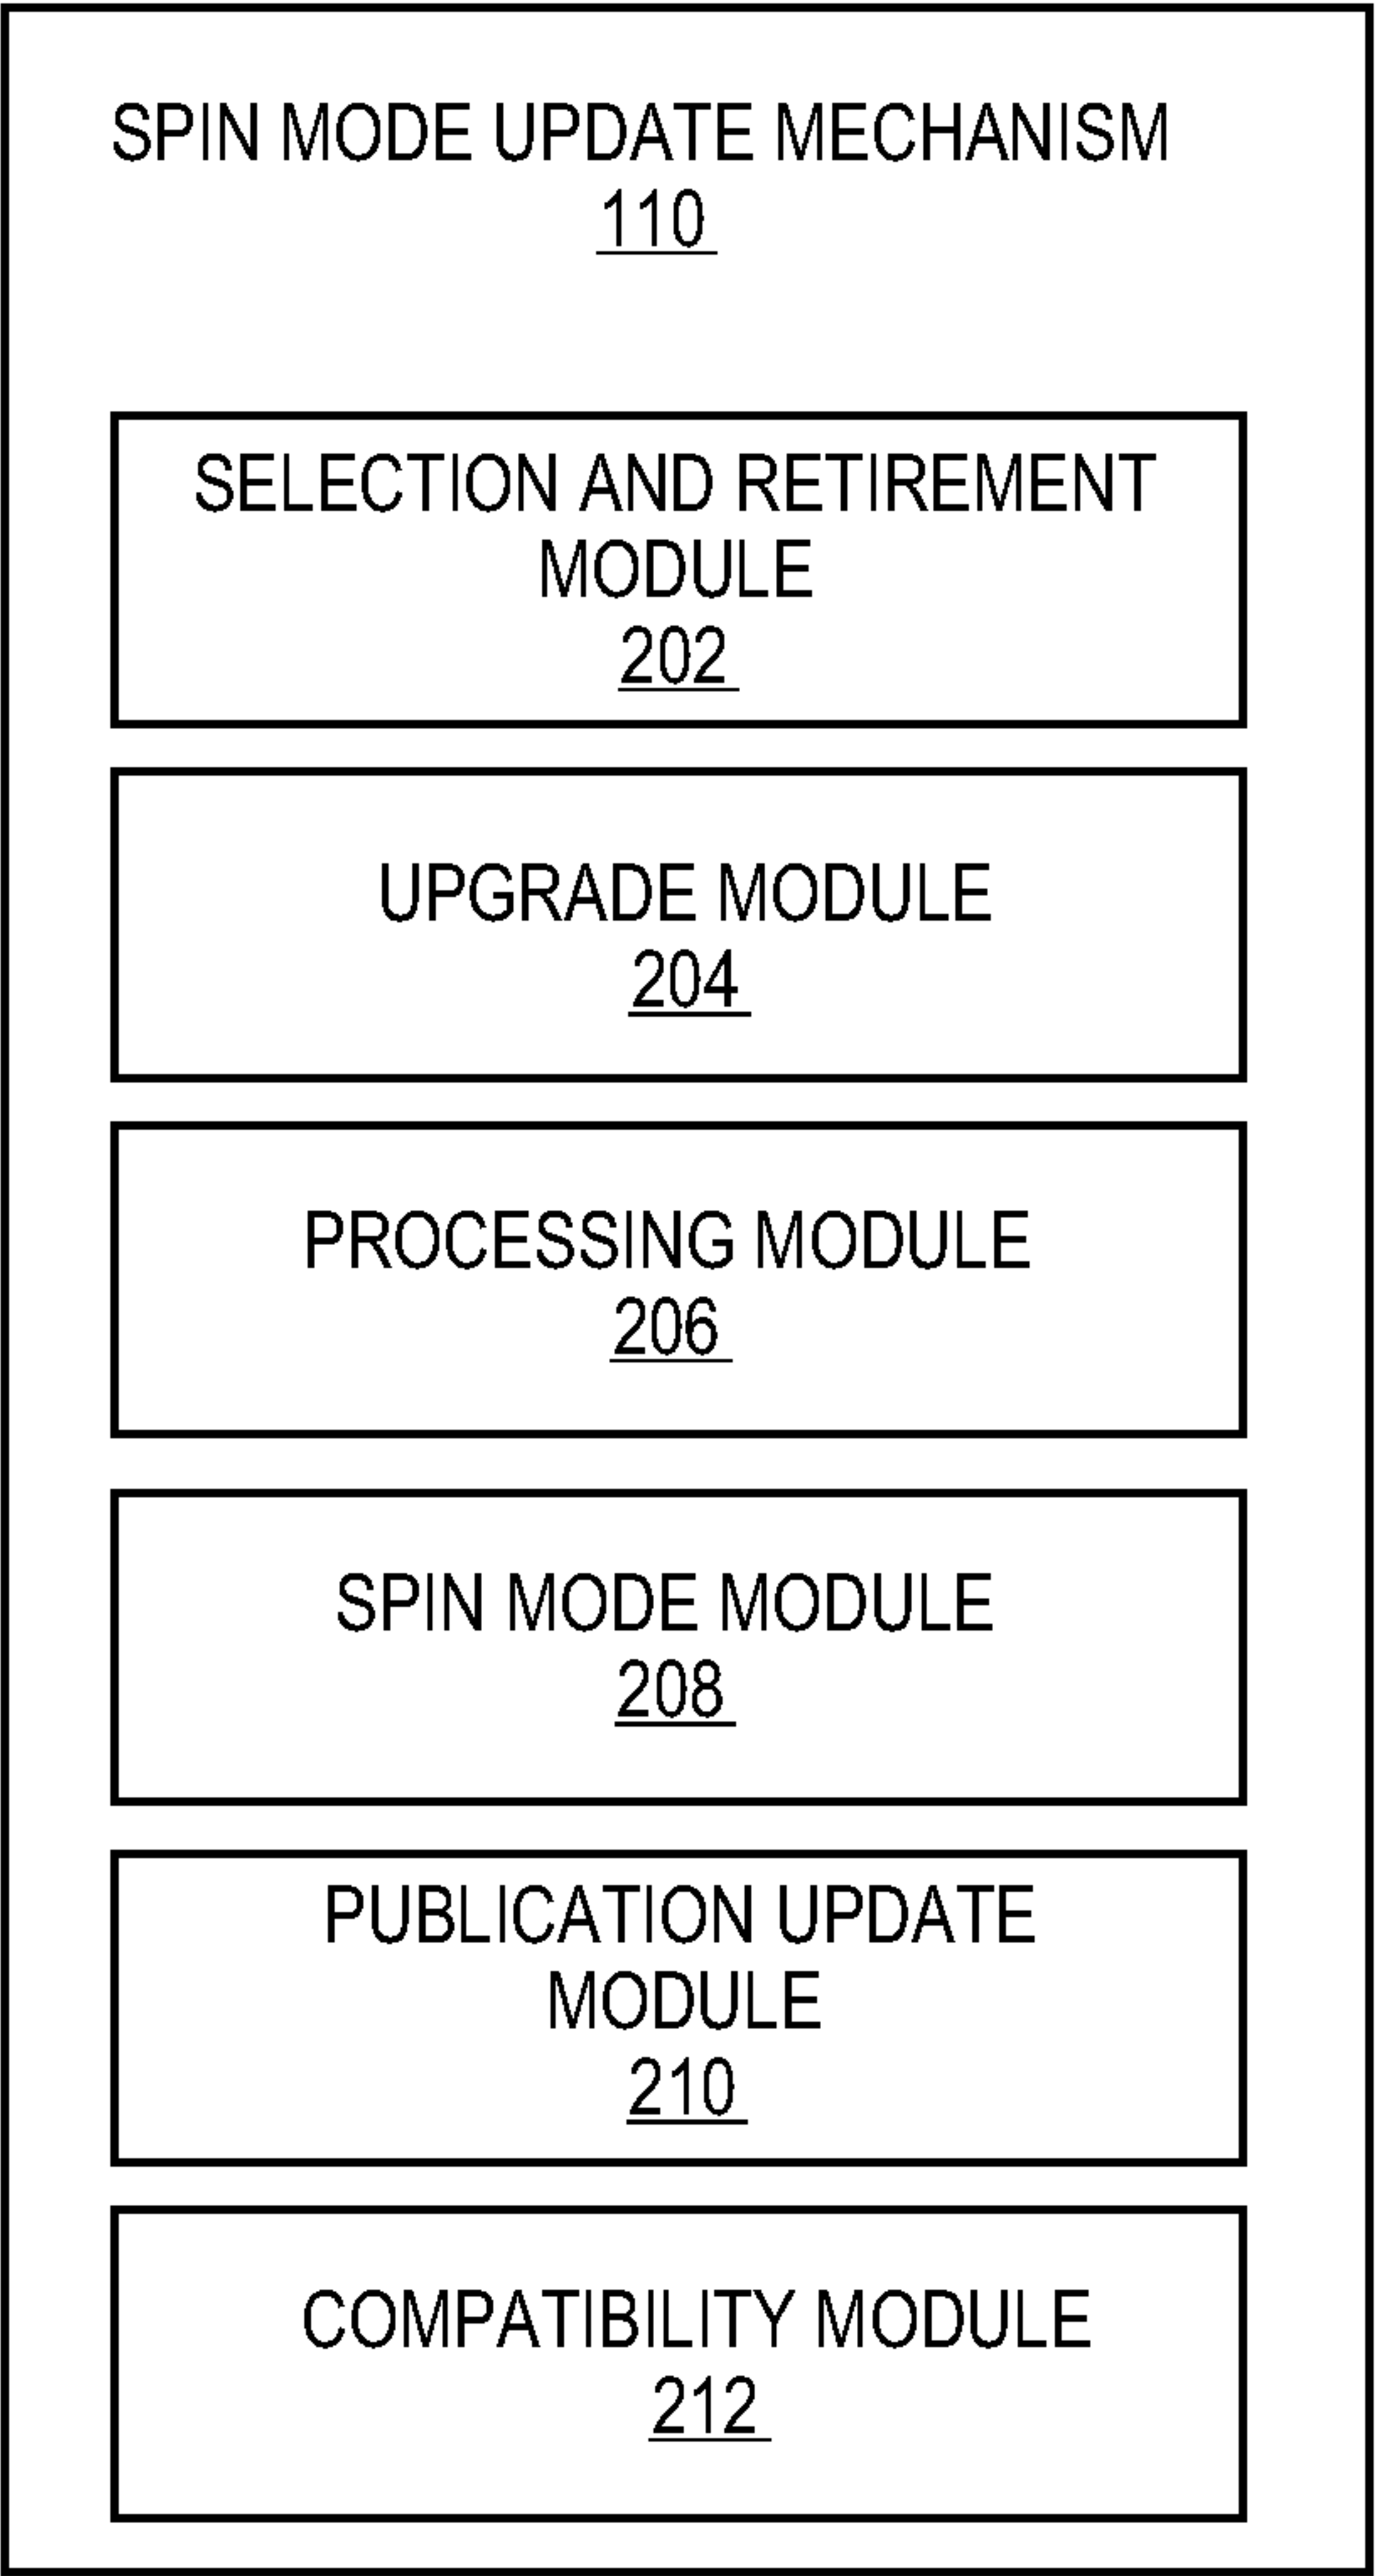 SPIN MODE UPDATE MECHANISM
110
SELECTION AND RETIREMENT
MODULE
202
UPGRADE MODULE
204
PROCESSING MODULE
206
SPIN MODE MODULE
208
PUBLICATION UPDATE
MODULE
210
COMPATIBILITY MODULE
212